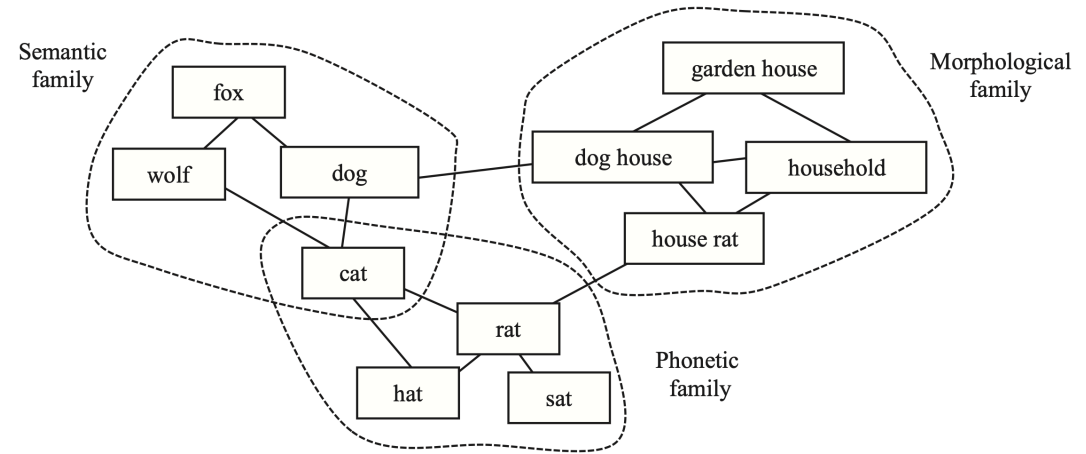 Semantic
family
fox
wolf
dog
cat
rat
hat
sat
Phonetic
family
garden house
dog house
household
house rat
Morphological
family